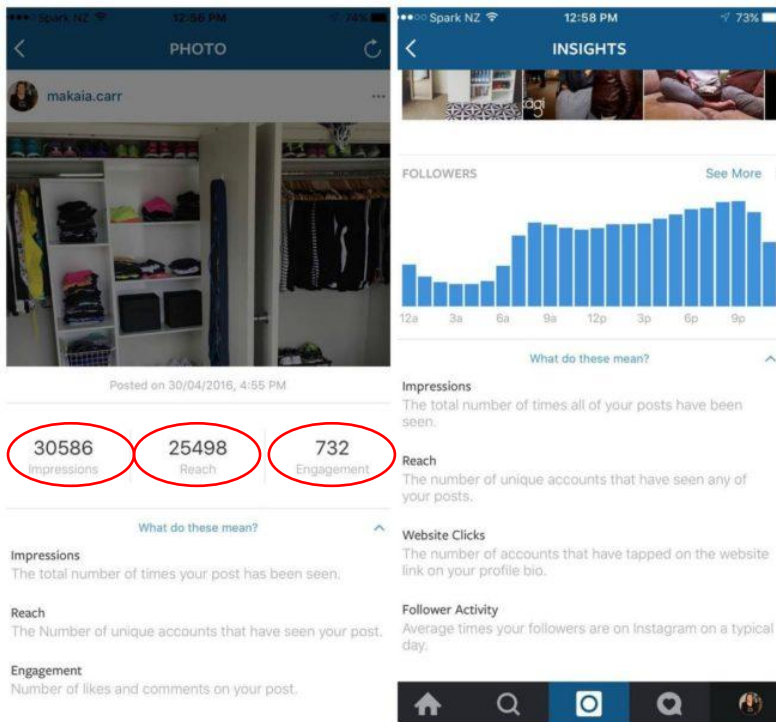 Spark NZ 12:56 PM 74%
PHOTO
makaia.carr
Posted on 30/04/2016, 4:55 PM
30586 25498 732
Impressions Reach Engagement
What do these mean?
Impressions
The total number of times your post has been seen.
Reach
The Number of unique accounts that have seen your post.
Engagement
Number of likes and comments on your post.
Spark NZ 12:58 PM 73%
INSIGHTS
FOLLOWERS See More
12a 3a 6a 9a 12p 3p 6p 9p
What do these mean?
Impressions
The total number of times all of your posts have been
seen.
Reach
The number of unique accounts that have seen any of
your posts.
Website Clicks
The number of accounts that have tapped on the website
link on your profile bio.
Follower Activity
Average times your followers are on Instagram on a typical
day.